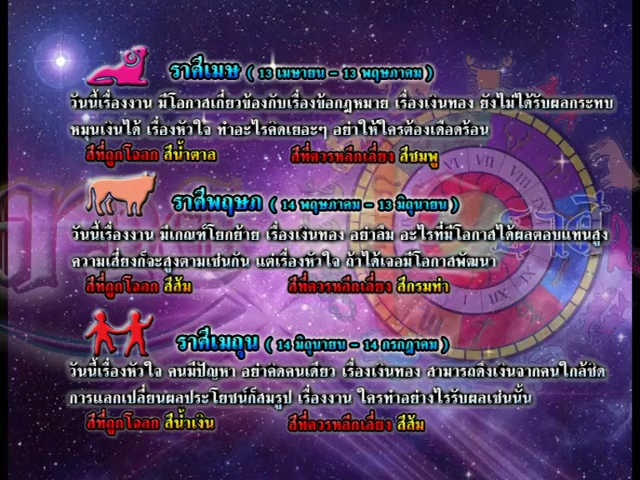 ราศีเมษ ( 13 เมษายน - 13 พฤษภาคม )
วันนี้เรื่องงาน มีโอกาสเกี่ยวข้องกับเรื่องข้อกฎหมาย เรื่องเงินทอง ยังไม่ได้รับผลกระทบ
หมุนเงินได้ เรื่องหัวใจ ทำอะไรคิดเยอะๆ อย่าให้ใครต้องเดือดร้อน
สีที่ถูกโฉลก สีน้ำตาล สีที่ควรหลีกเลี่ยง สีชมพู
ราศีพฤษภ ( 14 พฤษภาคม - 13 มิถุนายน )
วันนี้เรื่องงาน มีเกณฑ์โยกย้าย เรื่องเงินทอง อย่าลืม อะไรที่มีโอกาสได้ผลตอบแทนสูง
ความเสี่ยงก็จะสูงตามเช่นกัน แต่เรื่องหัวใจ ถ้าได้เจอมีโอกาสพัฒนา
สีที่ถูกโฉลก สีส้ม สีที่ควรหลีกเลี่ยง สีกรมท่า
ราศีเมถุน ( 14 มิถุนายน - 14 กรกฎาคม )
วันนี้เรื่องหัวใจ คนมีปัญหา อย่าคิดคนเดียว เรื่องเงินทอง สามารถดึงเงินจากคนใกล้ชิด
การแลกเปลี่ยนผลประโยชน์ก็สมรูป เรื่องงาน ใครทำอย่างไรรับผลเช่นนั้น
สีที่ถูกโฉลก สีน้ำเงิน สีที่ควรหลีกเลี่ยง สีส้ม